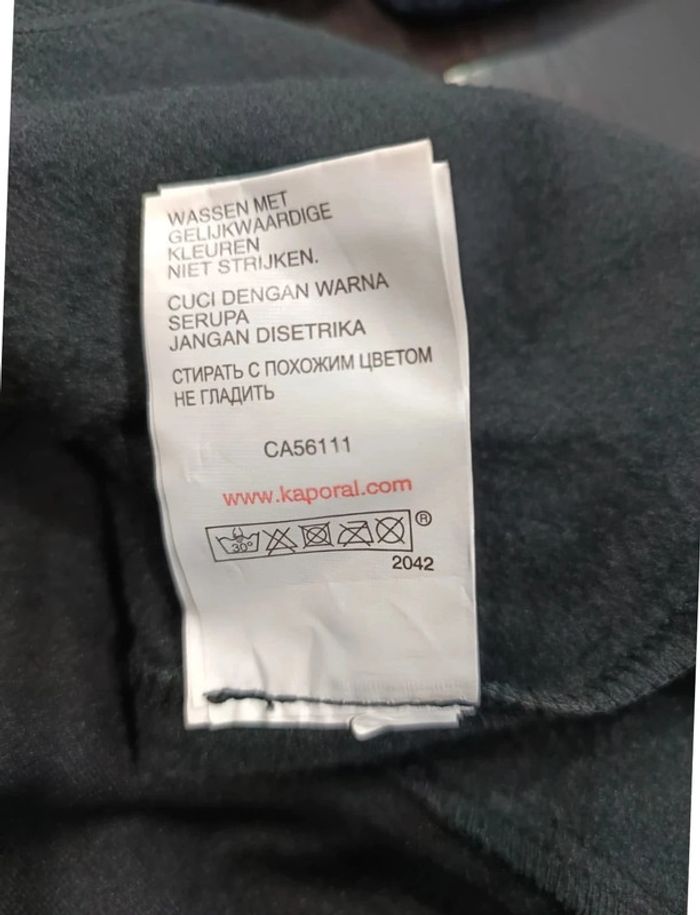 WASSEN MET
GELIJKWAARDIGE
KLEUREN
NIET STRIJKEN.
CUCI DENGAN WARNA
SERUPA
JANGAN DISETRIKA
СТИРАТЬ С ПОХОЖИМ ЦВЕТОМ
НЕ ГЛАДИТЬ
CA56111
www.kaporal.com
30° ®
2042